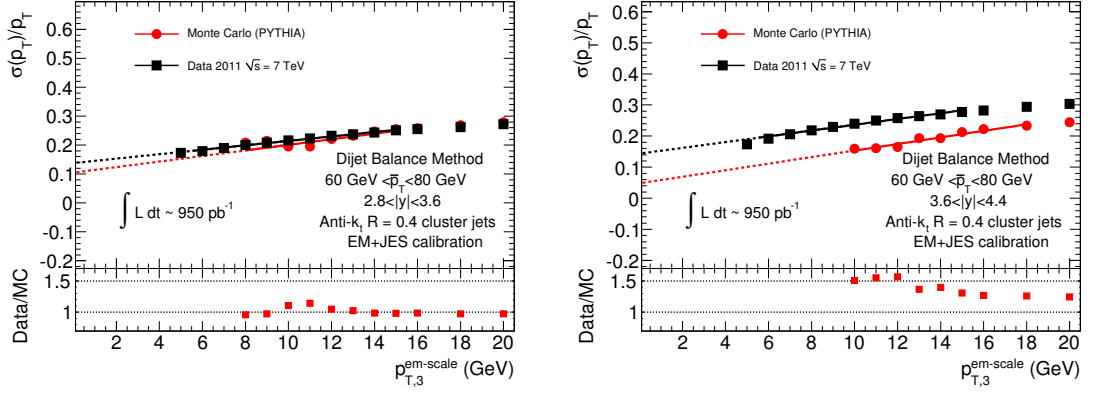 σ(p_T)/p_T
0.6
0.5
0.4
0.3
0.2
0.1
0
-0.1
-0.2
Monte Carlo (PYTHIA)
Data 2011 √s = 7 TeV
Dijet Balance Method
60 GeV <p̅_T<80 GeV
2.8<|y|<3.6
Anti-k_t R = 0.4 cluster jets
EM+JES calibration
∫ L dt ~ 950 pb⁻¹
Data/MC
1.5
1
2 4 6 8 10 12 14 16 18 20
p_{T,3}^{em-scale} (GeV)
σ(p_T)/p_T
0.6
0.5
0.4
0.3
0.2
0.1
0
-0.1
-0.2
Monte Carlo (PYTHIA)
Data 2011 √s = 7 TeV
Dijet Balance Method
60 GeV <p̅_T<80 GeV
3.6<|y|<4.4
Anti-k_t R = 0.4 cluster jets
EM+JES calibration
∫ L dt ~ 950 pb⁻¹
Data/MC
1.5
1
2 4 6 8 10 12 14 16 18 20
p_{T,3}^{em-scale} (GeV)